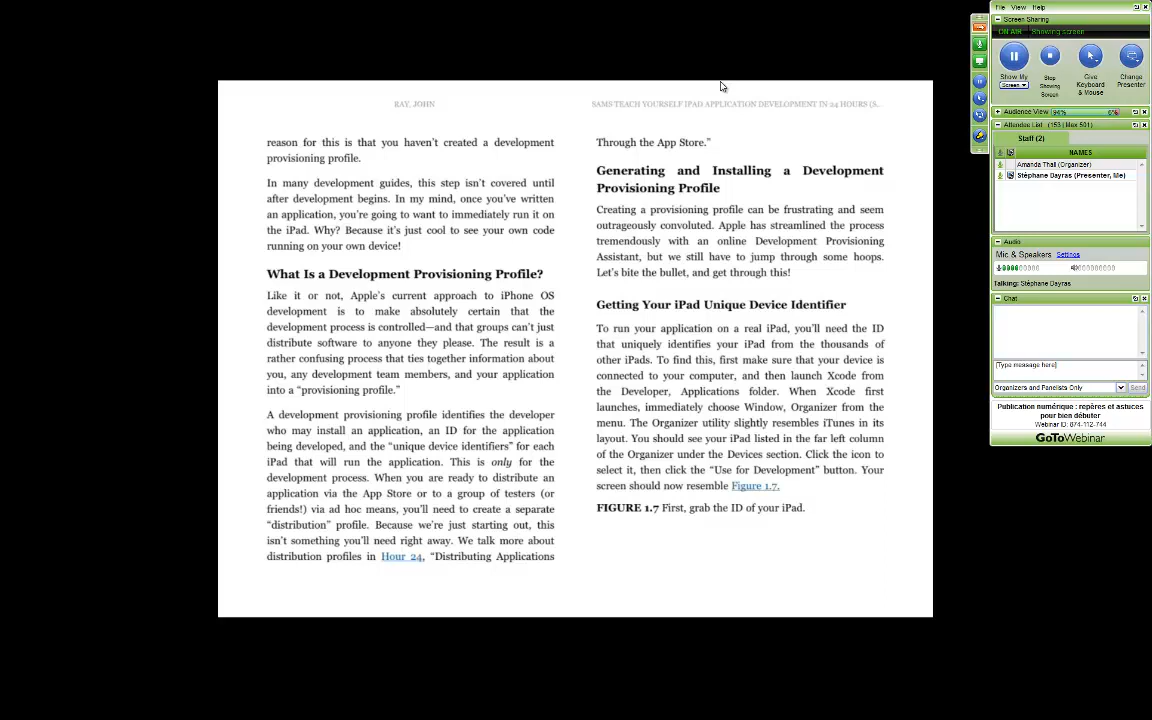 RAY, JOHN
reason for this is that you haven't created a development
provisioning profile.
In many development guides, this step isn't covered until
after development begins. In my mind, once you've written
an application, you're going to want to immediately run it on
the iPad. Why? Because it's just cool to see your own code
running on your own device!
What Is a Development Provisioning Profile?
Like it or not, Apple's current approach to iPhone OS
development is to make absolutely certain that the
development process is controlled—and that groups can't just
distribute software to anyone they please. The result is a
rather confusing process that ties together information about
you, any development team members, and your application
into a “provisioning profile.”
A development provisioning profile identifies the developer
who may install an application, an ID for the application
being developed, and the “unique device identifiers” for each
iPad that will run the application. This is only for the
development process. When you are ready to distribute an
application via the App Store or to a group of testers (or
friends!) via ad hoc means, you'll need to create a separate
“distribution” profile. Because we're just starting out, this
isn't something you'll need right away. We talk more about
distribution profiles in Hour 24, “Distributing Applications
SAMS TEACH YOURSELF IPAD APPLICATION DEVELOPMENT IN 24 HOURS (S...
Through the App Store.”
Generating and Installing a Development
Provisioning Profile
Creating a provisioning profile can be frustrating and seem
outrageously convoluted. Apple has streamlined the process
tremendously with an online Development Provisioning
Assistant, but we still have to jump through some hoops.
Let's bite the bullet, and get through this!
Getting Your iPad Unique Device Identifier
To run your application on a real iPad, you'll need the ID
that uniquely identifies your iPad from the thousands of
other iPads. To find this, first make sure that your device is
connected to your computer, and then launch Xcode from
the Developer, Applications folder. When Xcode first
launches, immediately choose Window, Organizer from the
menu. The Organizer utility slightly resembles iTunes in its
layout. You should see your iPad listed in the far left column
of the Organizer under the Devices section. Click the icon to
select it, then click the “Use for Development” button. Your
screen should now resemble Figure 1.7.
FIGURE 1.7 First, grab the ID of your iPad.
File View Help
Screen Sharing
ON AIR Showing screen
Show My
Screen
Stop
Showing
Screen
Give
Keyboard
& Mouse
Change
Presenter
Audience View 94% 6%
Attendee List (153 | Max 501)
Staff (2)
NAMES
Amanda Thall (Organizer)
Stéphane Dayras (Presenter, Me)
Audio
Mic & Speakers Settings
Talking: Stéphane Dayras
Chat
[Type message here]
Organizers and Panelists Only
Send
Publication numérique : repères et astuces
pour bien débuter
Webinar ID: 874-112-744
GoToWebinar